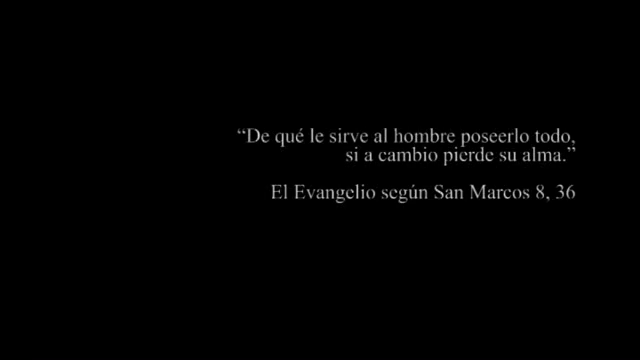 “De qué le sirve al hombre poseerlo todo,
si a cambio pierde su alma.”
El Evangelio según San Marcos 8, 36